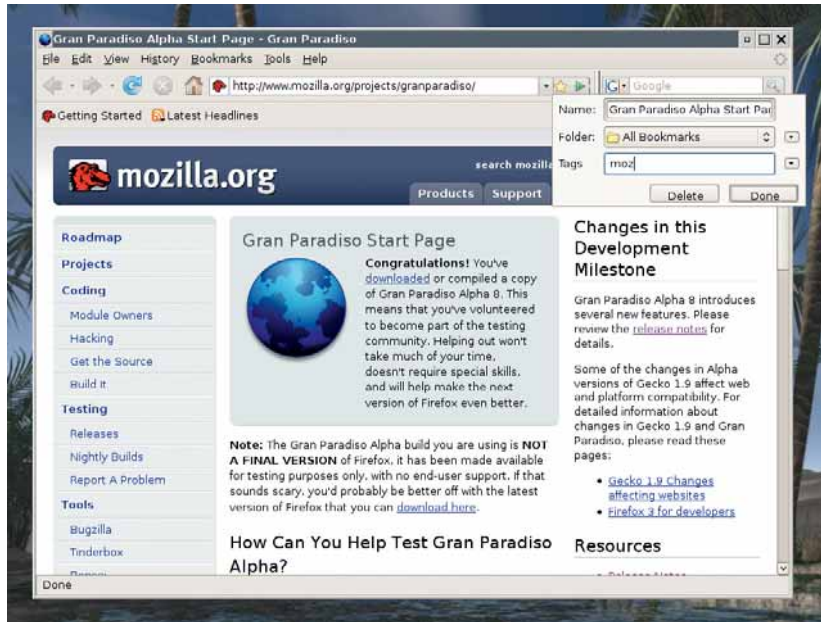 Gran Paradiso Alpha Start Page - Gran Paradiso
File Edit View History Bookmarks Tools Help
http://www.mozilla.org/projects/granparadiso/
G Google
Getting Started Latest Headlines
Name: Gran Paradiso Alpha Start Pa
Folder: All Bookmarks
Tags moz
Delete Done
mozilla.org
search mozilla
Products Support
Roadmap
Projects
Coding
Module Owners
Hacking
Get the Source
Build It
Testing
Releases
Nightly Builds
Report A Problem
Tools
Bugzilla
Tinderbox
Gran Paradiso Start Page
Congratulations! You've
downloaded or compiled a copy
of Gran Paradiso Alpha 8. This
means that you've volunteered
to become part of the testing
community. Helping out won't
take much of your time,
doesn't require special skills,
and will help make the next
version of Firefox even better.
Note: The Gran Paradiso Alpha build you are using is NOT
A FINAL VERSION of Firefox, it has been made available
for testing purposes only, with no end-user support. If that
sounds scary, you'd probably be better off with the latest
version of Firefox that you can download here.
How Can You Help Test Gran Paradiso
Alpha?
Changes in this
Development
Milestone
Gran Paradiso Alpha 8 introduces
several new features. Please
review the release notes for
details.
Some of the changes in Alpha
versions of Gecko 1.9 affect web
and platform compatibility. For
detailed information about
changes in Gecko 1.9 and Gran
Paradiso, please read these
pages:
• Gecko 1.9 Changes
affecting websites
• Firefox 3 for developers
Resources
• Release Notes
Done